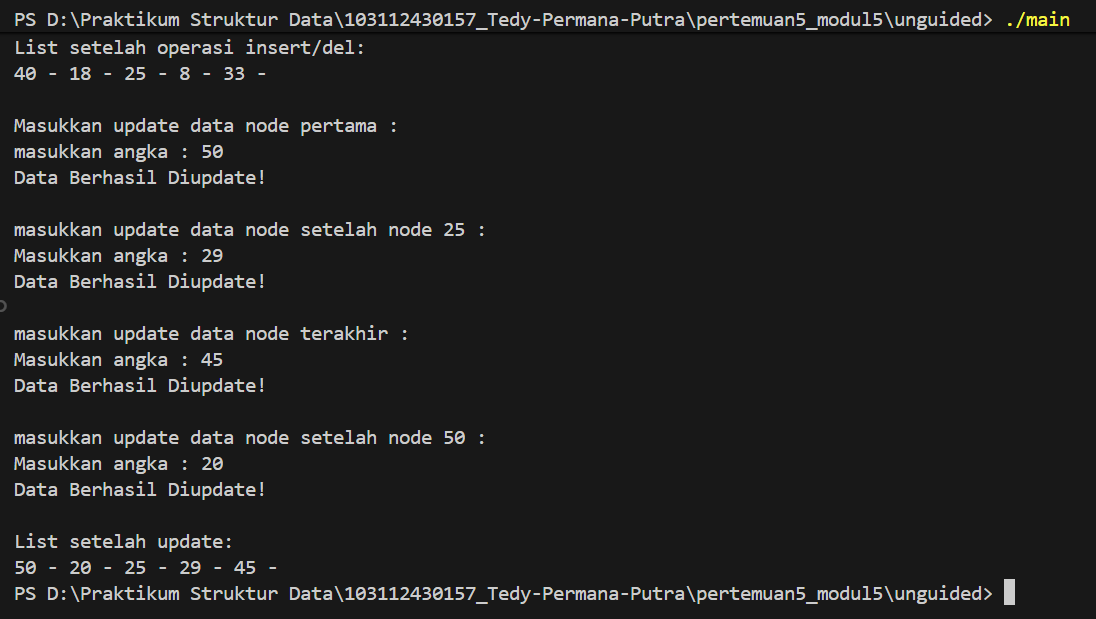 PS D:\Praktikum Struktur Data\103112430157_Tedy-Permana-Putra\pertemuan5_modul5\unguided> ./main
List setelah operasi insert/del:
40 - 18 - 25 - 8 - 33 -
Masukkan update data node pertama :
masukkan angka : 50
Data Berhasil Diupdate!
masukkan update data node setelah node 25 :
Masukkan angka : 29
Data Berhasil Diupdate!
masukkan update data node terakhir :
Masukkan angka : 45
Data Berhasil Diupdate!
masukkan update data node setelah node 50 :
Masukkan angka : 20
Data Berhasil Diupdate!
List setelah update:
50 - 20 - 25 - 29 - 45 -
PS D:\Praktikum Struktur Data\103112430157_Tedy-Permana-Putra\pertemuan5_modul5\unguided>